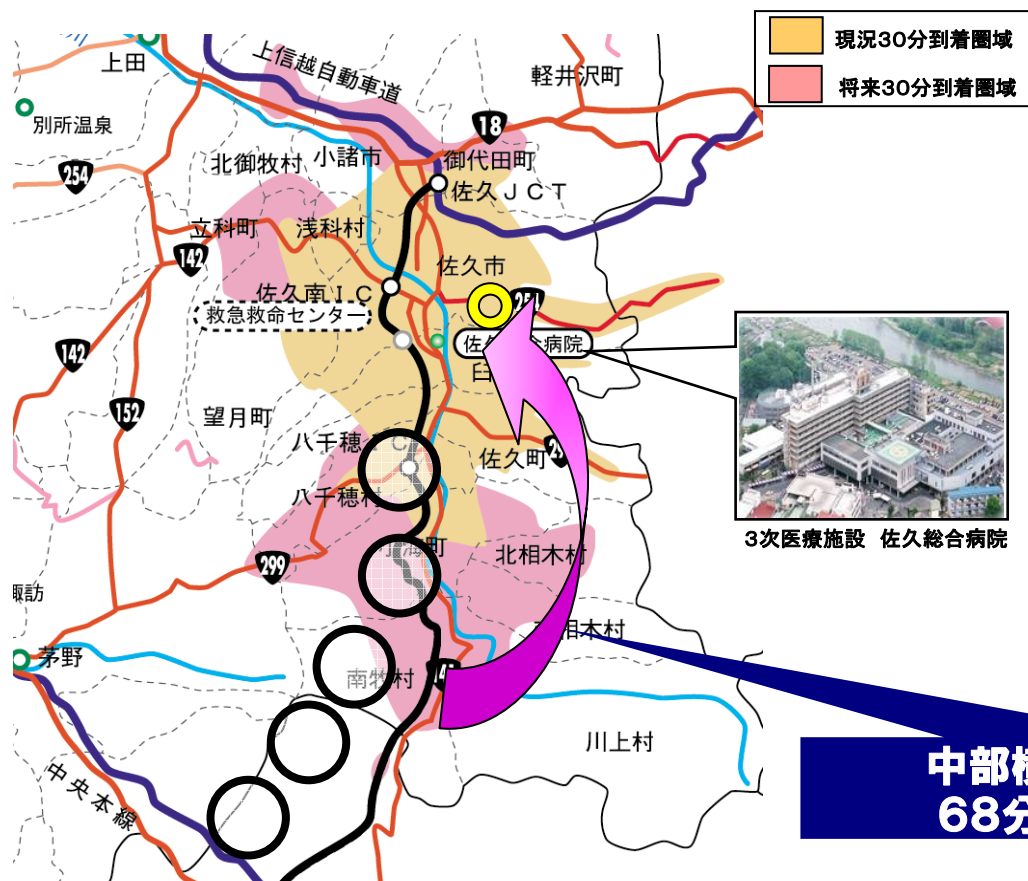 現況30分到着圏域
将来30分到着圏域
上田
上信越自動車道
軽井沢町
別所温泉
18
北御牧村
小諸市
御代田町
254
佐久JCT
立科町
浅科村
142
佐久市
佐久南IC
救急救命センター
142
152
望月町
八千穂
佐久町
八千穂村
299
北相木村
3次医療施設 佐久総合病院
茅野
相木村
南牧村
川上村
中央本線
68分